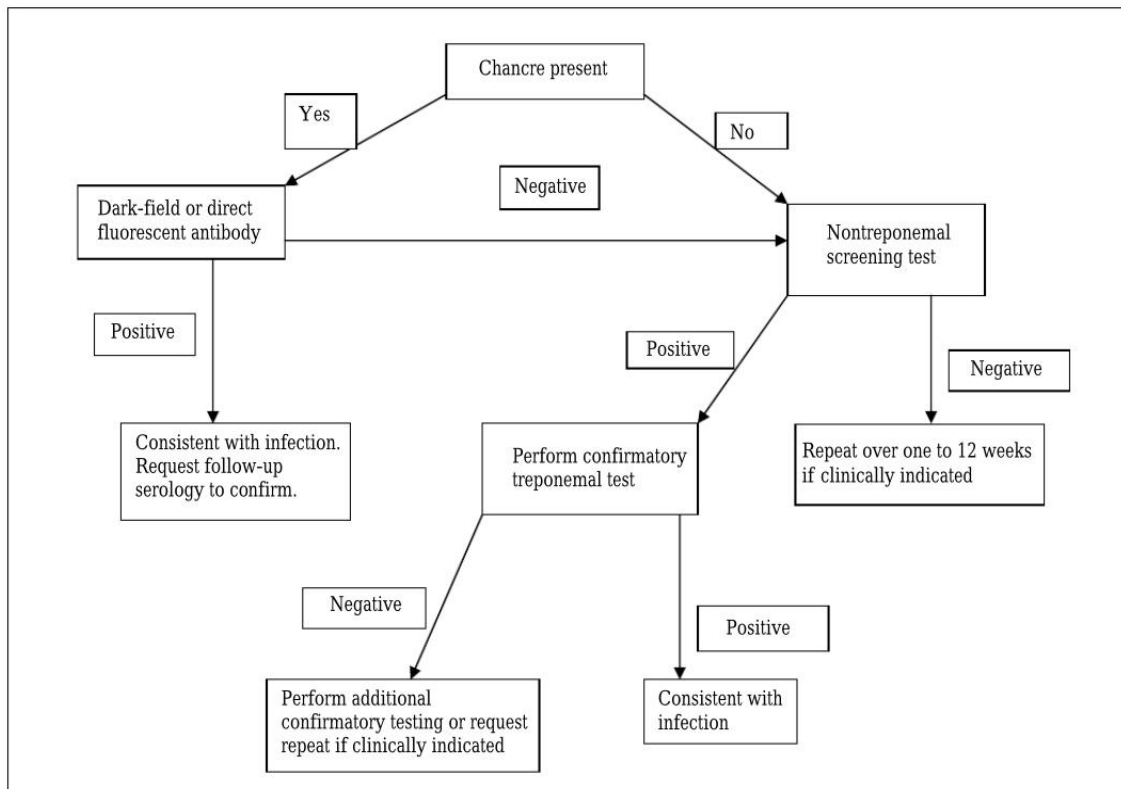 Chancre present
Yes
No
Negative
Dark-field or direct
fluorescent antibody
Nontreponemal
screening test
Positive
Positive
Negative
Consistent with infection.
Request follow-up
serology to confirm.
Perform confirmatory
treponemal test
Repeat over one to 12 weeks
if clinically indicated
Negative
Positive
Perform additional
confirmatory testing or request
repeat if clinically indicated
Consistent with
infection